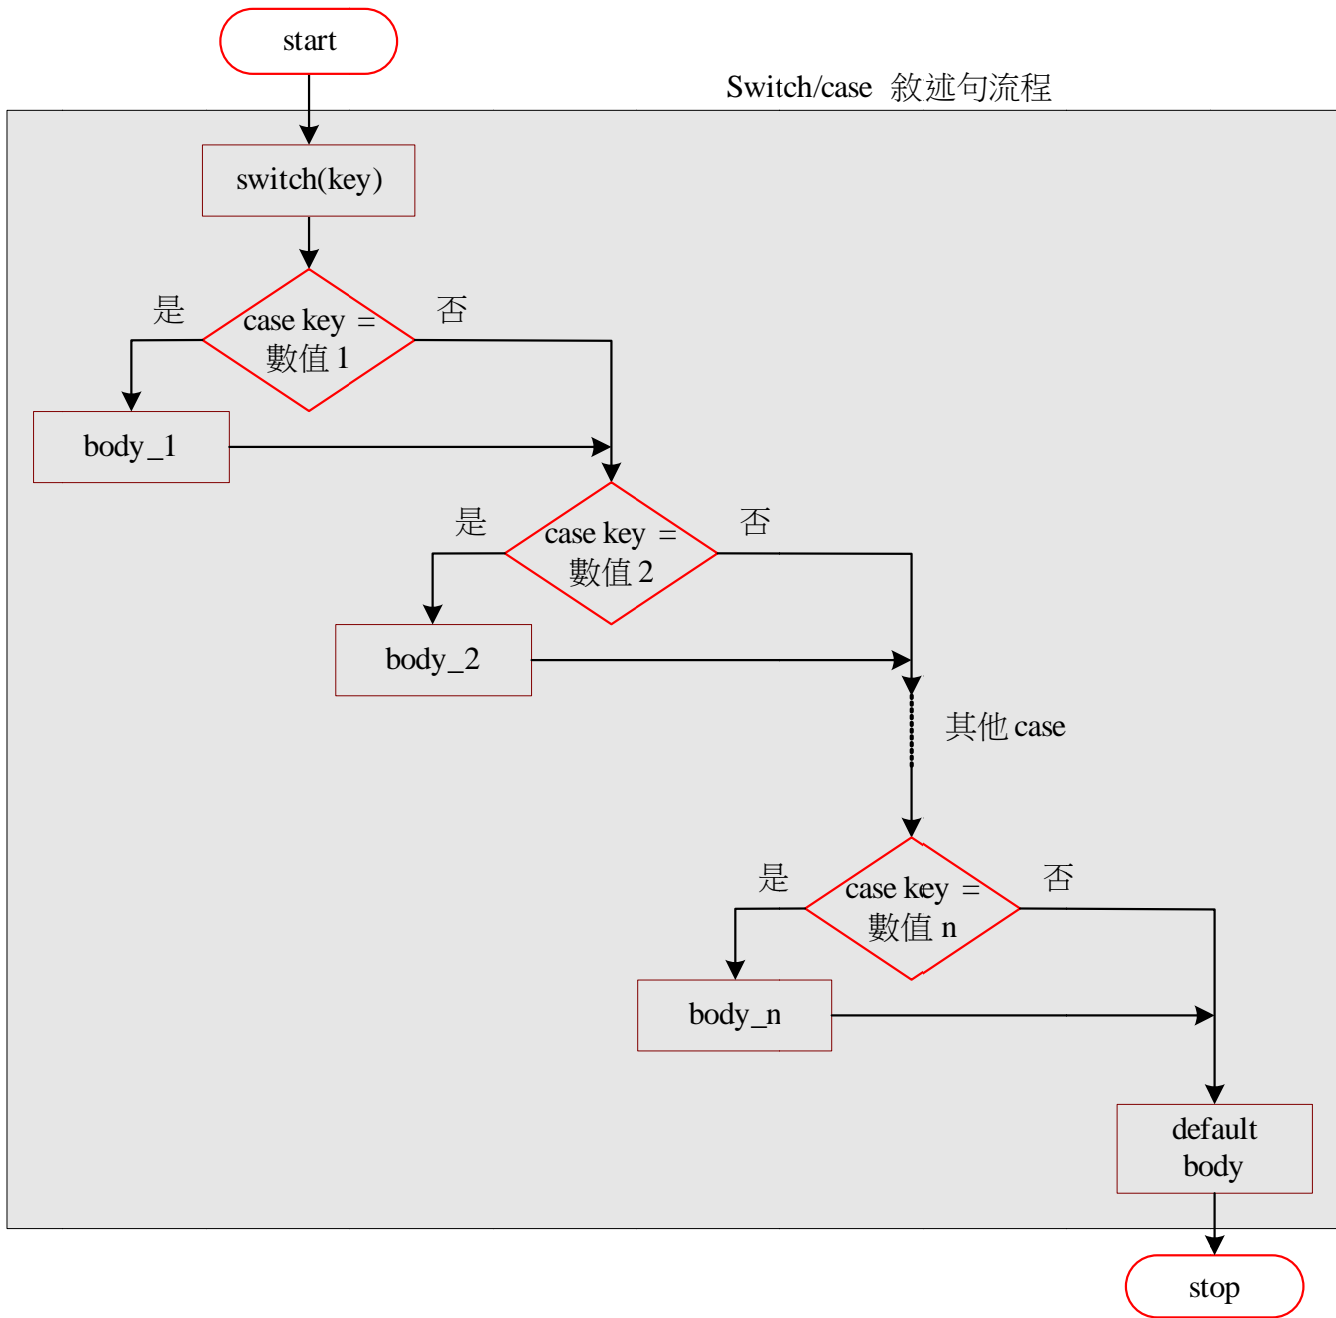 start
Switch/case 敘述句流程
switch(key)
是
否
case key =
數值 1
body_1
是
否
case key =
數值 2
body_2
其他 case
是
否
case key =
數值 n
body_n
default
body
stop